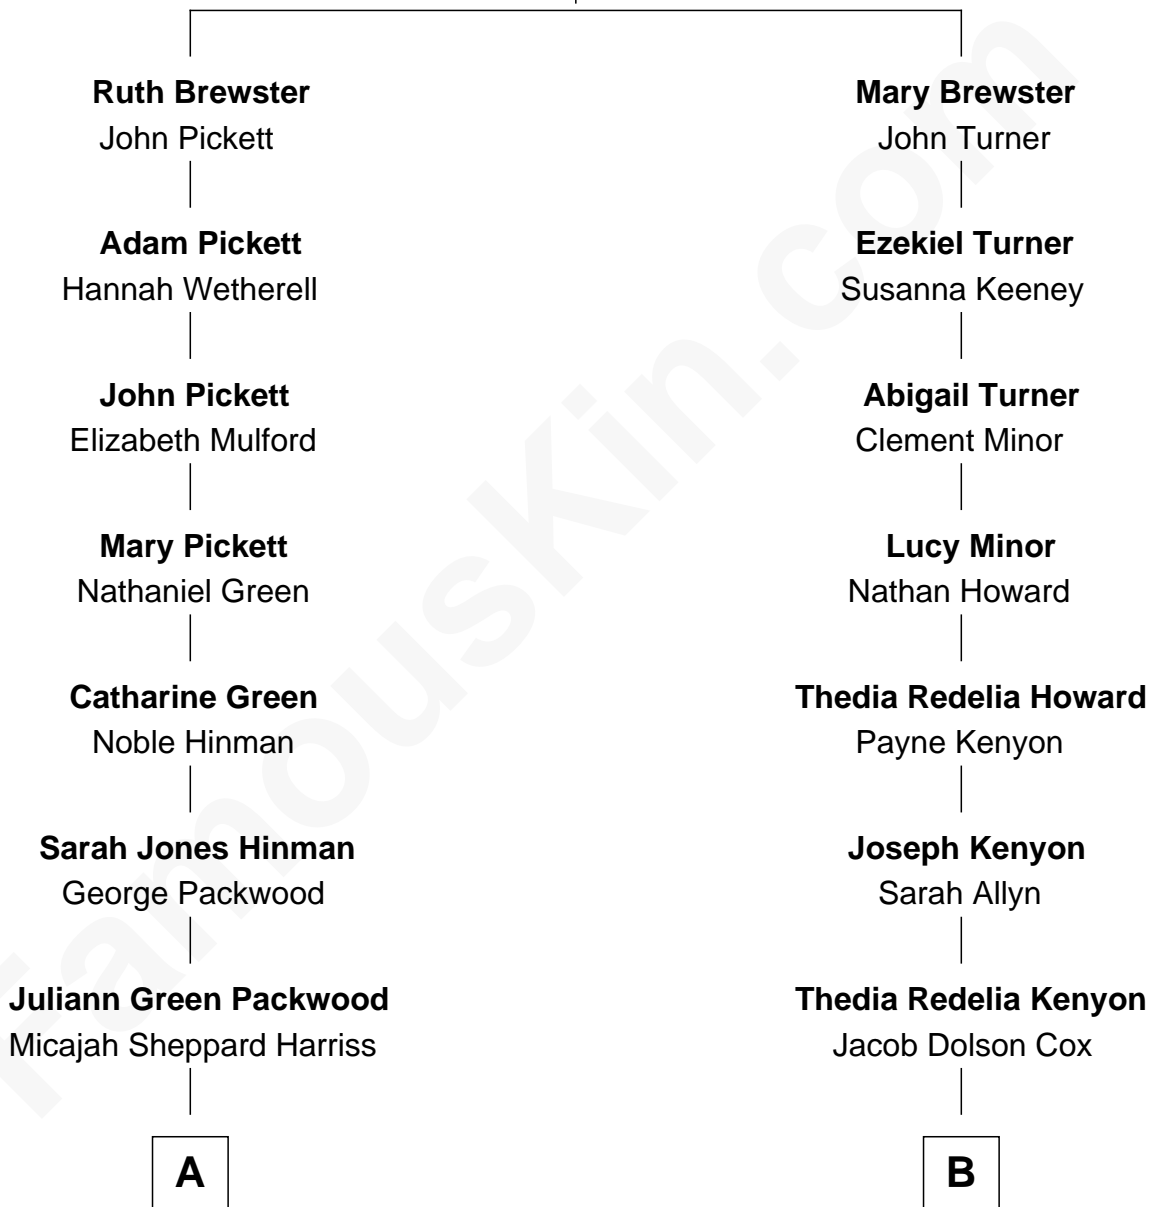 Ruth Brewster
John Pickett
Adam Pickett
Hannah Wetherell
John Pickett
Elizabeth Mulford
Mary Pickett
Nathaniel Green
Catharine Green
Noble Hinman
Sarah Jones Hinman
George Packwood
Juliann Green Packwood
Micajah Sheppard Harriss
A
Mary Brewster
John Turner
Ezekiel Turner
Susanna Keeney
Abigail Turner
Clement Minor
Lucy Minor
Nathan Howard
Thedia Redelia Howard
Payne Kenyon
Joseph Kenyon
Sarah Allyn
Thedia Redelia Kenyon
Jacob Dolson Cox
B
FamousKin.com